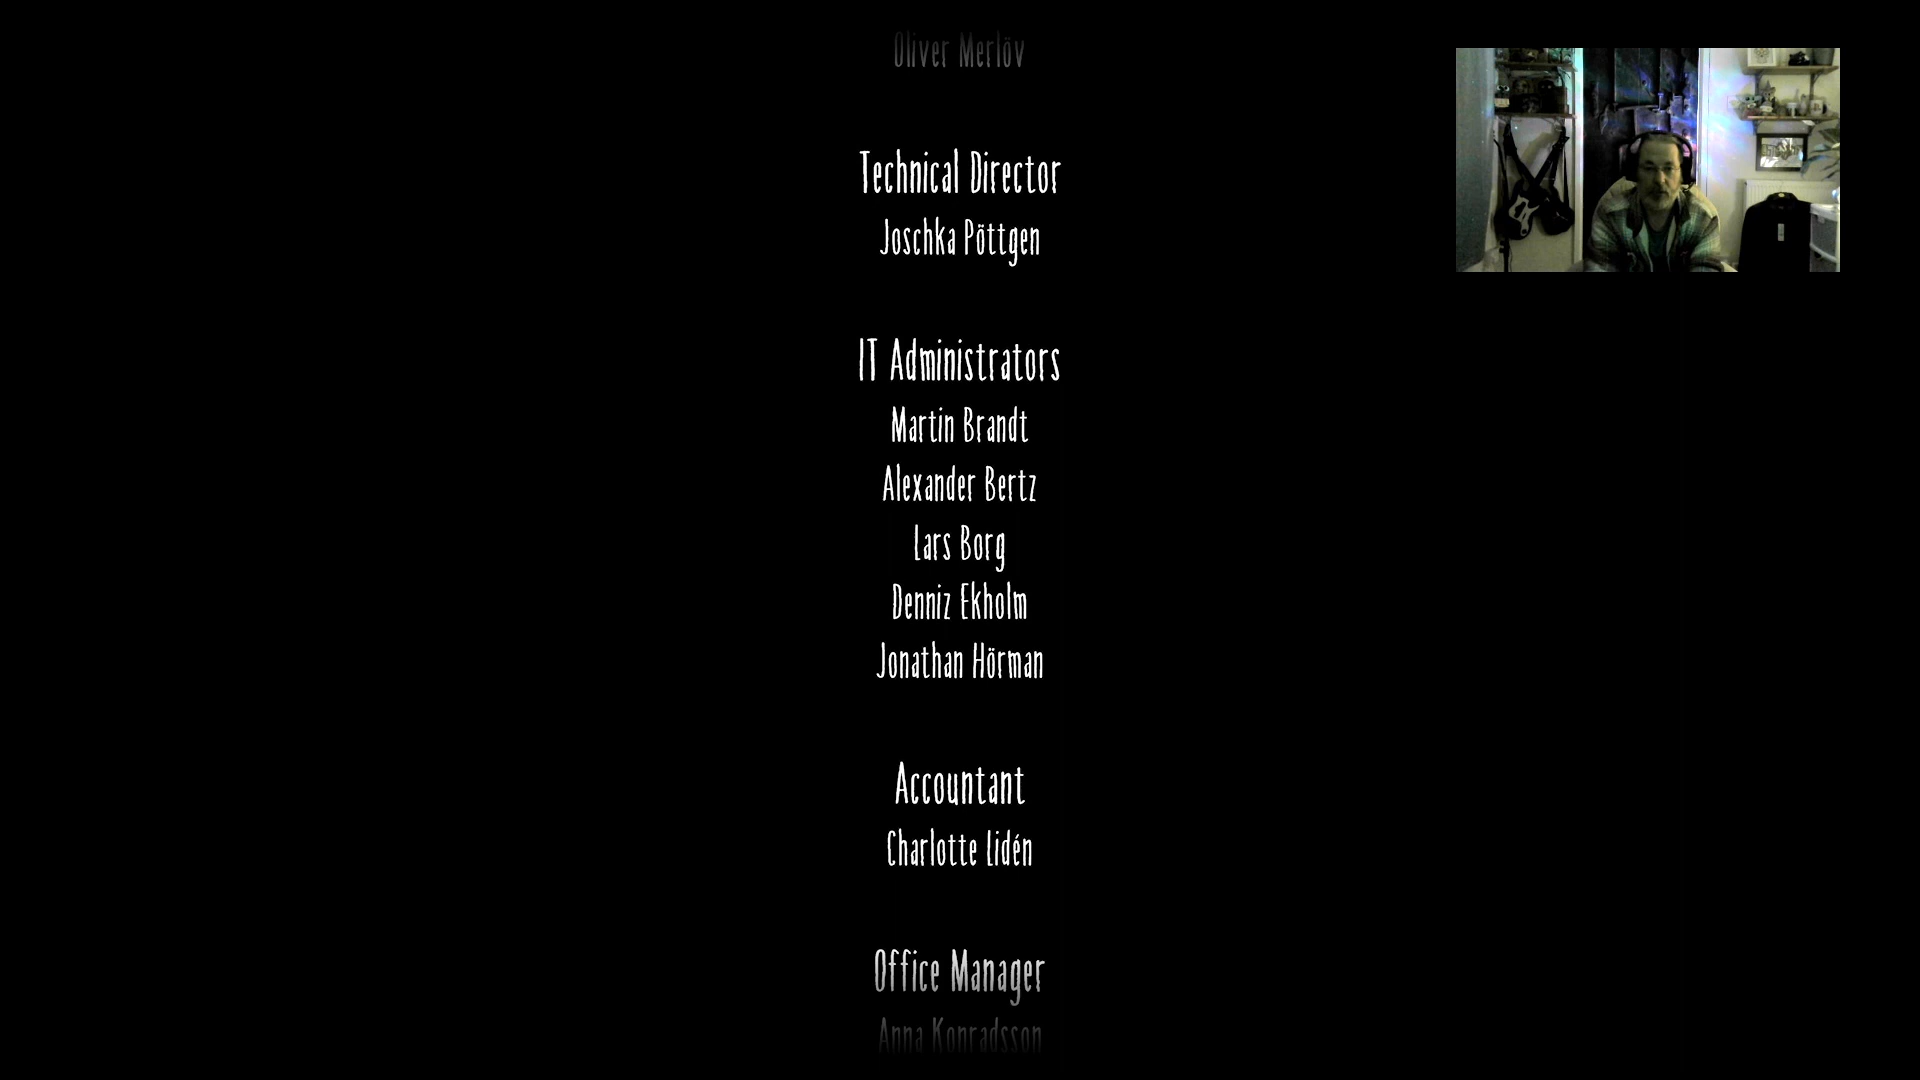 Oliver Merlöv
Technical Director
Joschka Pöttgen
IT Administrators
Martin Brandt
Alexander Bertz
Lars Borg
Denniz Ekholm
Jonathan Hörman
Accountant
Charlotte Lidén
Office Manager
Anna Konradsson